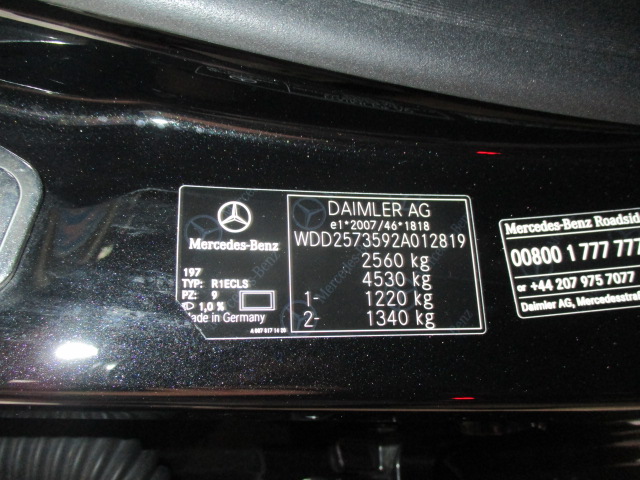 DAIMLER AG
e1*2007/46*1818
WDD2573592A012819
2560 kg
4530 kg
1- 1220 kg
2- 1340 kg
Mercedes-Benz
197
TYP: R1ECLS
PZ: 9
1,0 %
Made in Germany
Mercedes-Benz Roadsid
00800 1 777 777
or +44 207 975 7077
Daimler AG, Mercedesstra